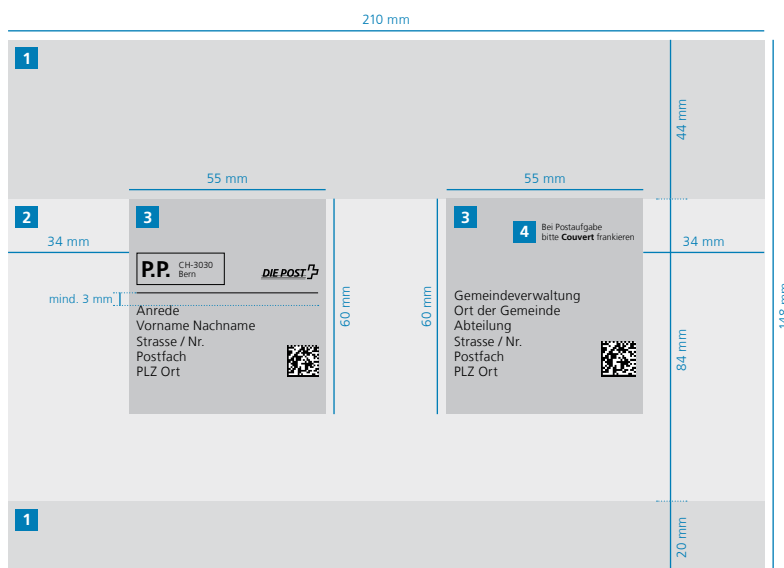 210 mm
1
44 mm
55 mm
55 mm
2
3
3
4
Bei Postaufgabe
bitte Couvert frankieren
34 mm
34 mm
P.P.
CH-3030
Bern
DIE POST
mind. 3 mm
Anrede
Vorname Nachname
Strasse / Nr.
Postfach
PLZ Ort
60 mm
60 mm
Gemeindeverwaltung
Ort der Gemeinde
Abteilung
Strasse / Nr.
Postfach
PLZ Ort
84 mm
148 mm
1
20 mm